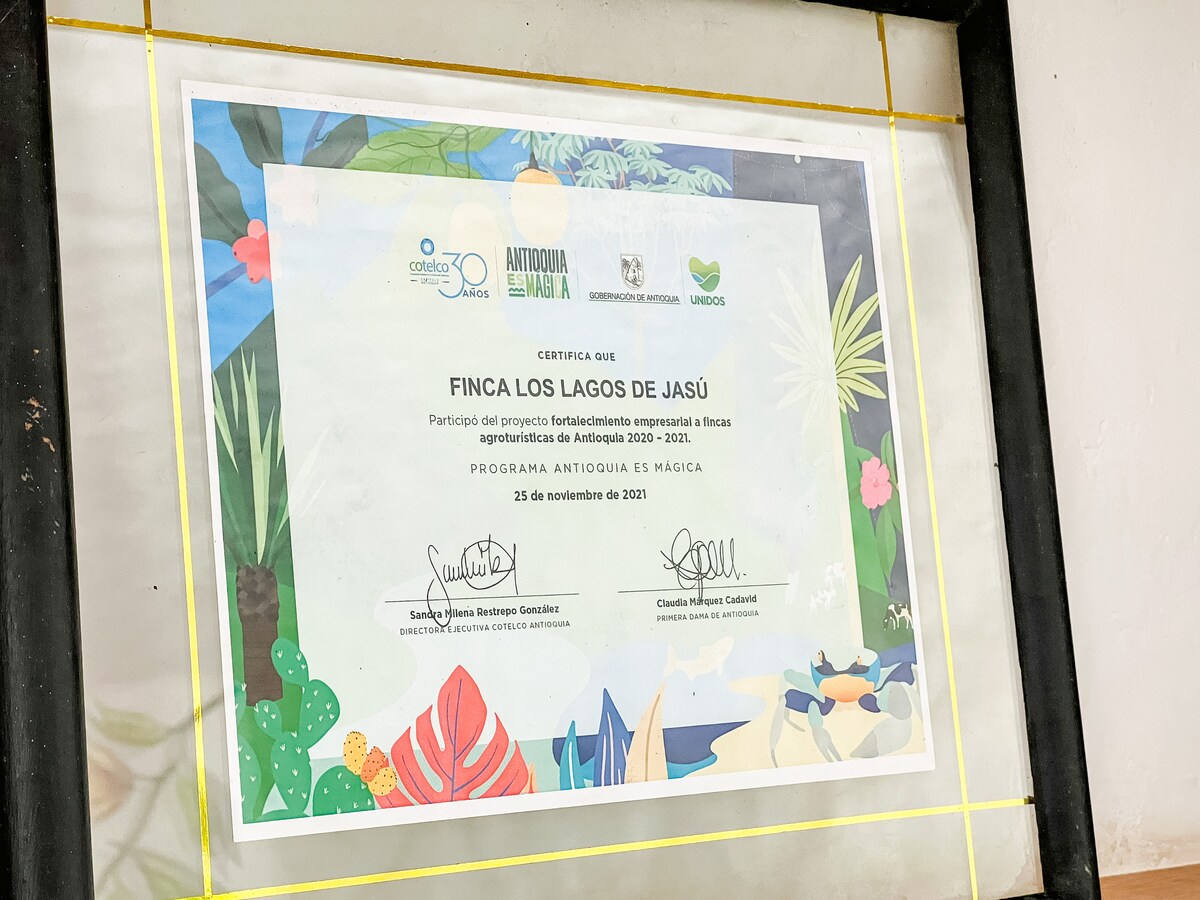 cotelco 30 AÑOS
ANTIOQUIA
ES
MÁGICA
GOBERNACIÓN DE ANTIOQUIA
UNIDOS
CERTIFICA QUE
FINCA LOS LAGOS DE JASÚ
Participó del proyecto fortalecimiento empresarial a fincas
agroturísticas de Antioquia 2020 - 2021.
PROGRAMA ANTIOQUIA ES MÁGICA
25 de noviembre de 2021
Sandra Milena Restrepo González
DIRECTORA EJECUTIVA COTELCO ANTIOQUIA
Claudia Márquez Cadavid
PRIMERA DAMA DE ANTIOQUIA